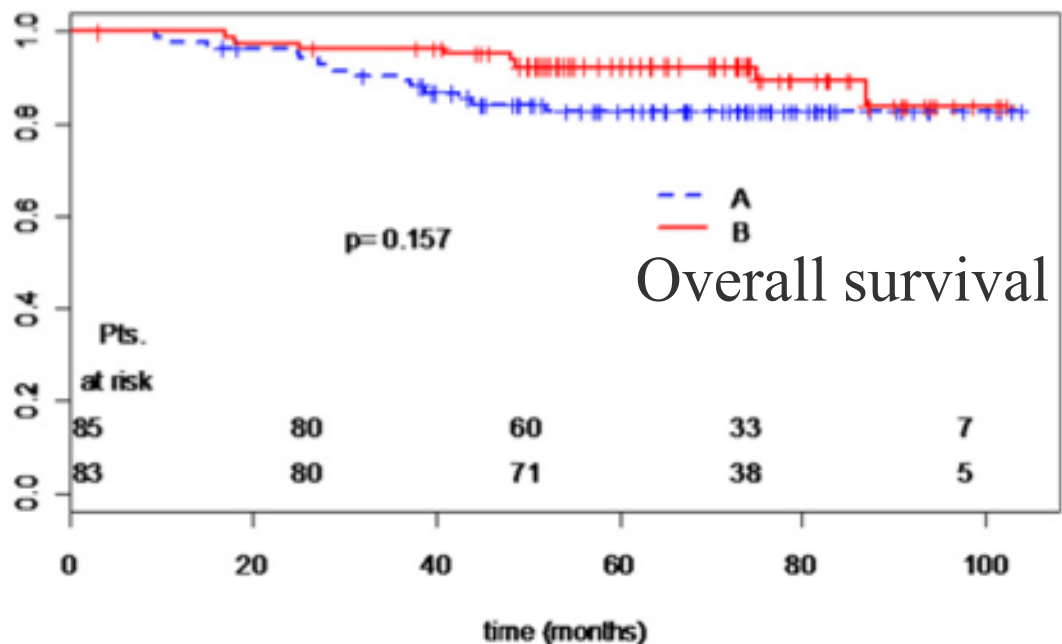 1.0
0.8
0.6
0.4
0.2
0.0
A
B
p= 0.157
Overall survival
Pts.
at risk
85 80 60 33 7
83 80 71 38 5
0 20 40 60 80 100
time (months)